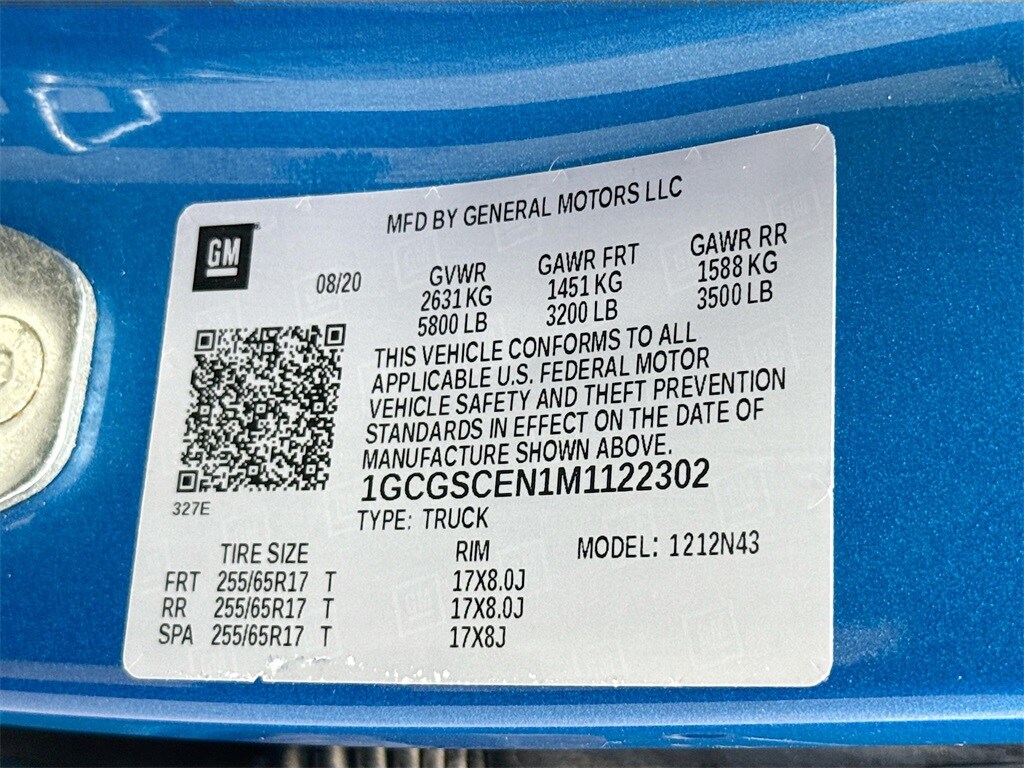 MFD BY GENERAL MOTORS LLC
GM
08/20
GVWR GAWR FRT GAWR RR
2631 KG 1451 KG 1588 KG
5800 LB 3200 LB 3500 LB
THIS VEHICLE CONFORMS TO ALL
APPLICABLE U.S. FEDERAL MOTOR
VEHICLE SAFETY AND THEFT PREVENTION
STANDARDS IN EFFECT ON THE DATE OF
MANUFACTURE SHOWN ABOVE.
1GCGSCEN1M1122302
327E
TYPE: TRUCK
TIRE SIZE RIM MODEL: 1212N43
FRT 255/65R17 T 17X8.0J
RR 255/65R17 T 17X8.0J
SPA 255/65R17 T 17X8J